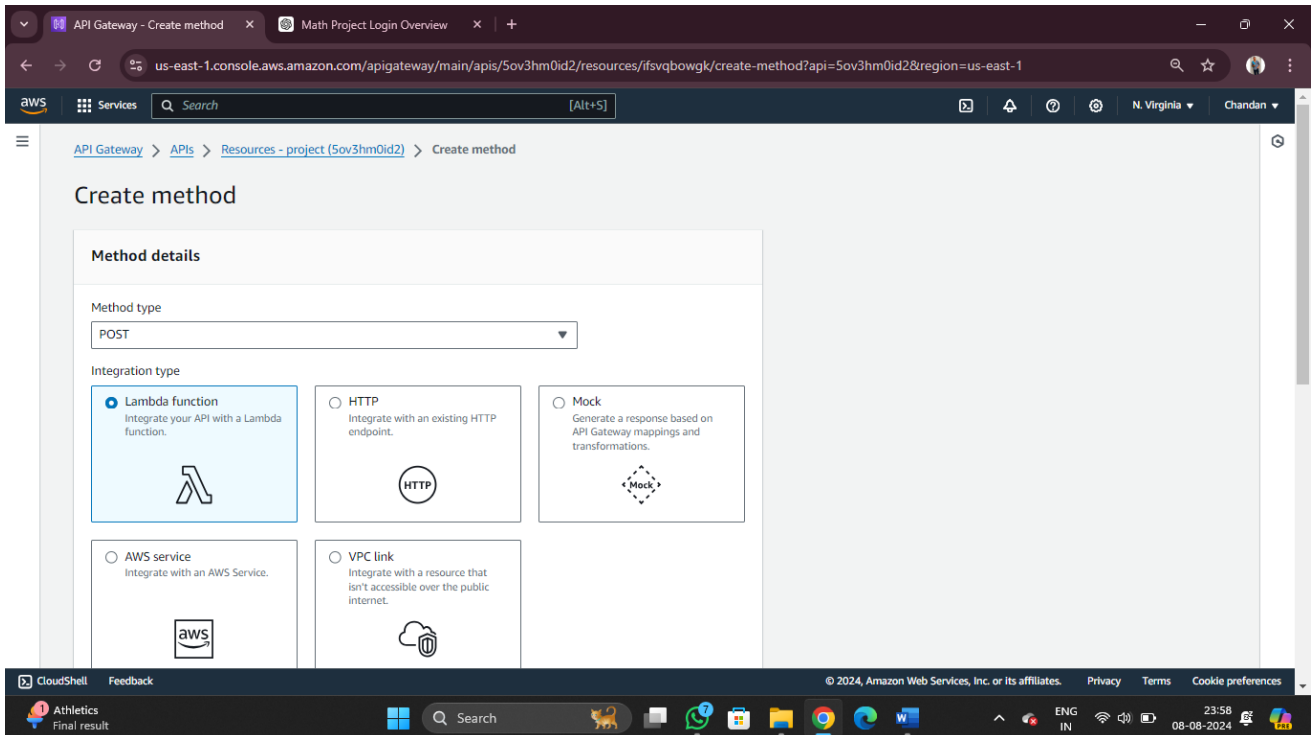 API Gateway - Create method
Math Project Login Overview
us-east-1.console.aws.amazon.com/apigateway/main/apis/5ov3hm0id2/resources/ifsvqbowgk/create-method?api=5ov3hm0id2&region=us-east-1
aws Services Search [Alt+S] N. Virginia Chandan
API Gateway > APIs > Resources - project (5ov3hm0id2) > Create method
Create method
Method details
Method type
POST
Integration type
Lambda function
Integrate your API with a Lambda
function.
HTTP
Integrate with an existing HTTP
endpoint.
HTTP
Mock
Generate a response based on
API Gateway mappings and
transformations.
Mock
AWS service
Integrate with an AWS Service.
aws
VPC link
Integrate with a resource that
isn't accessible over the public
internet.
CloudShell Feedback © 2024, Amazon Web Services, Inc. or its affiliates. Privacy Terms Cookie preferences
1
Athletics
Final result
Search
7
W
ENG
IN
23:58
08-08-2024
PRE